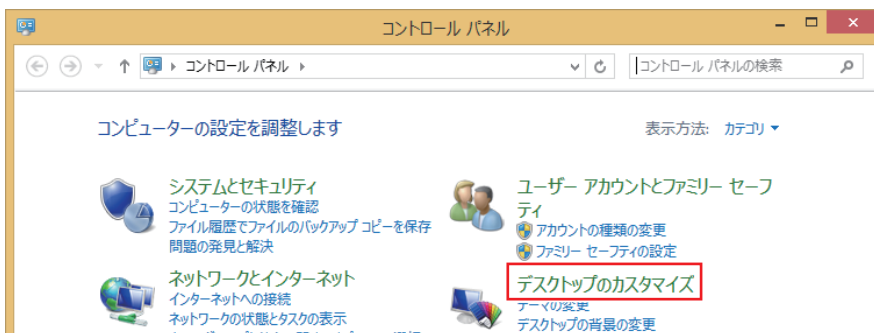 コントロール パネル
コントロール パネル
コントロール パネルの検索
コンピューターの設定を調整します
表示方法: カテゴリ
システムとセキュリティ
コンピューターの状態を確認
ファイル履歴でファイルのバックアップ コピーを保存
問題の発見と解決
ネットワークとインターネット
インターネットへの接続
ネットワークの状態とタスクの表示
ユーザー アカウントとファミリー セーフ
ティ
アカウントの種類の変更
ファミリー セーフティの設定
デスクトップのカスタマイズ
テーマの変更
デスクトップの背景の変更